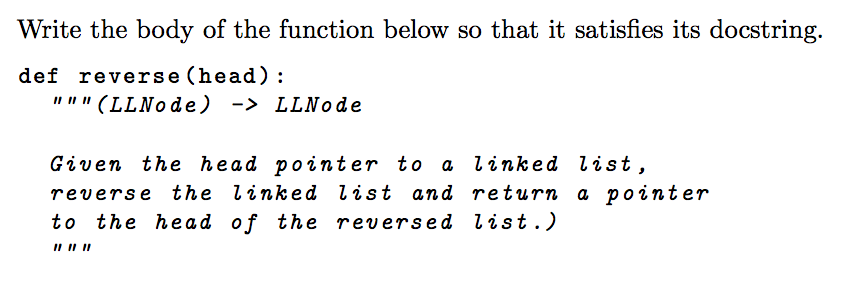 Write the body of the function below so that it satisfies its docstring.
def reverse(head):
"""(LLNode) -> LLNode
Given the head pointer to a linked list,
reverse the linked list and return a pointer
to the head of the reversed list.)
"""